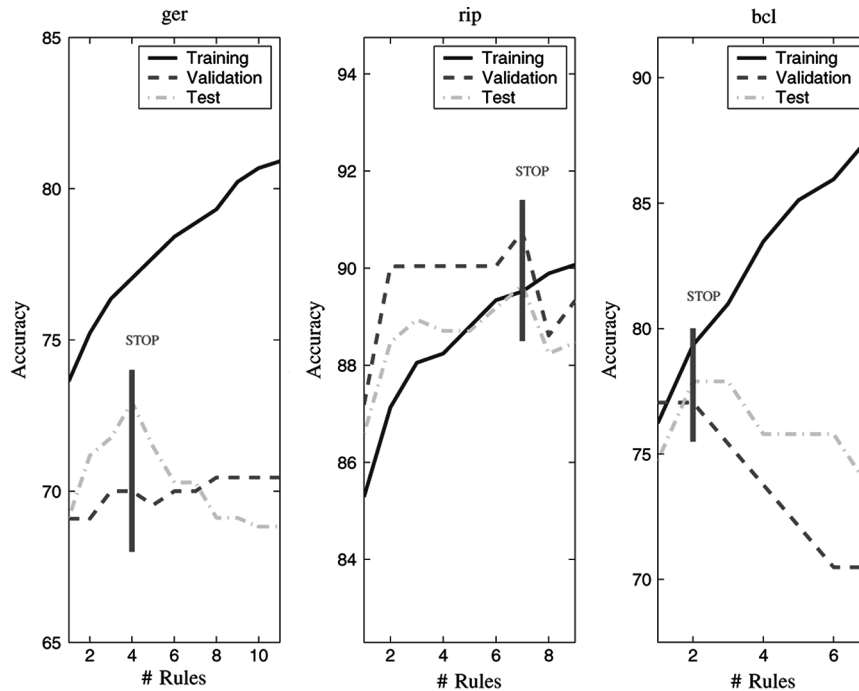 ger
85
80
75
70
65
Accuracy
Training
Validation
Test
STOP
2 4 6 8 10
# Rules
rip
94
92
90
88
86
84
Accuracy
Training
Validation
Test
STOP
2 4 6 8
# Rules
bcl
90
85
80
75
70
Accuracy
Training
Validation
Test
STOP
2 4 6
# Rules